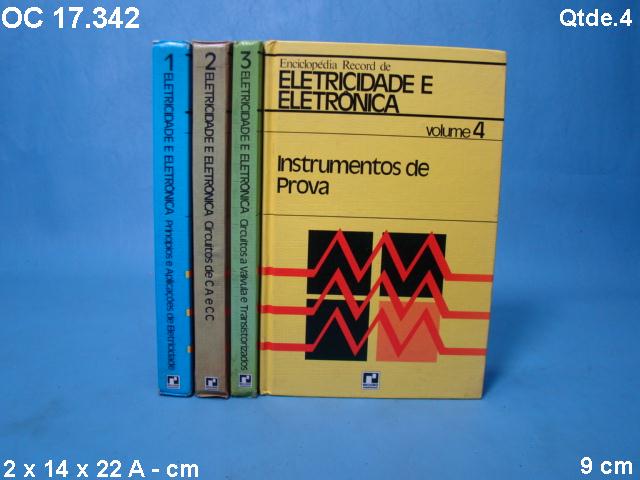 OC 17.342
Qtde.4
1 ELETRICIDADE E ELETRÔNICA Princípios e Aplicações de Eletricidade
2 ELETRICIDADE E ELETRÔNICA Circuitos de C A e C C
3 ELETRICIDADE E ELETRÔNICA Circuitos a Válvula e Transistorizados
Enciclopédia Record de
ELETRICIDADE E
ELETRÔNICA
volume 4
Instrumentos de
Prova
2 x 14 x 22 A - cm
9 cm